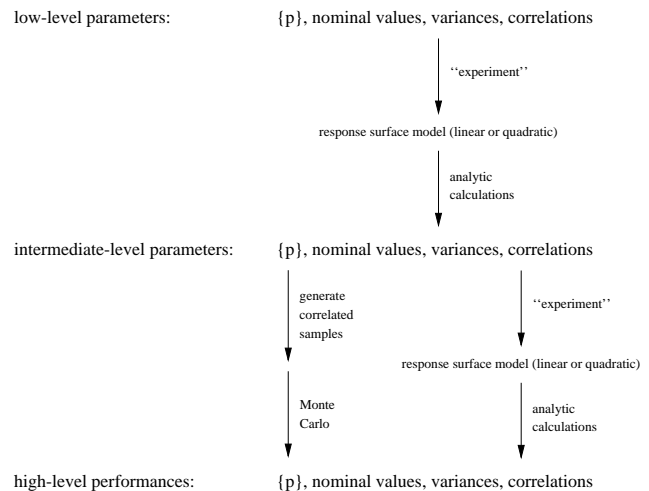 low-level parameters: {p}, nominal values, variances, correlations
‘‘experiment’’
response surface model (linear or quadratic)
analytic
calculations
intermediate-level parameters: {p}, nominal values, variances, correlations
generate
correlated
samples
‘‘experiment’’
response surface model (linear or quadratic)
Monte
Carlo
analytic
calculations
high-level performances: {p}, nominal values, variances, correlations